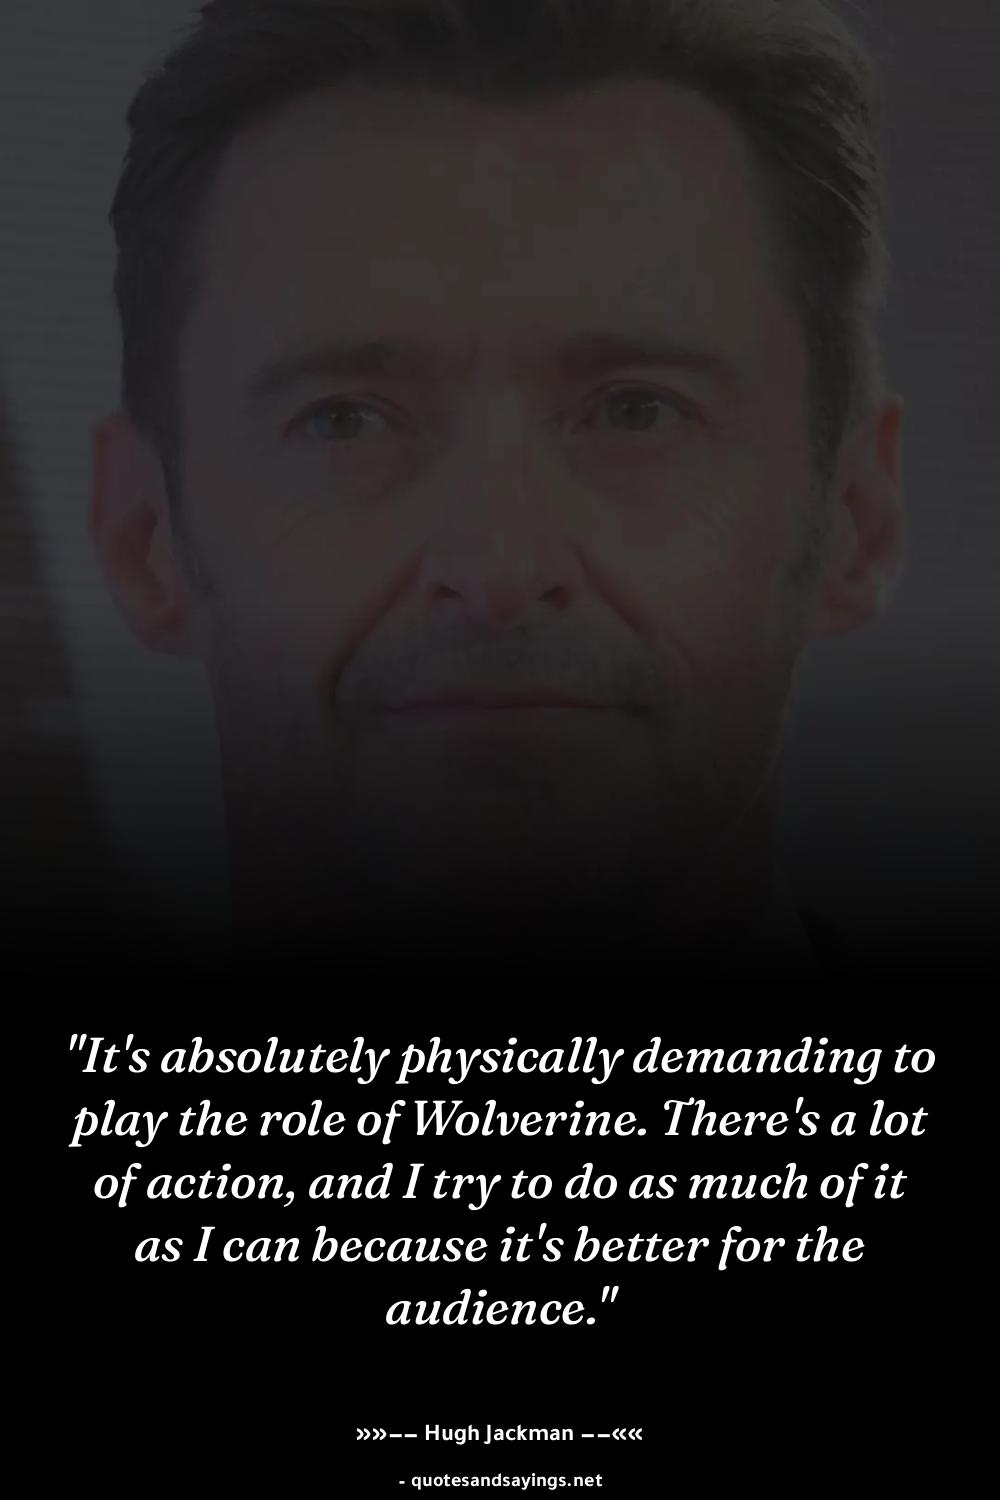 "It's absolutely physically demanding to
play the role of Wolverine. There's a lot
of action, and I try to do as much of it
as I can because it's better for the
audience."
»»−− Hugh Jackman −−««
- quotesandsayings.net